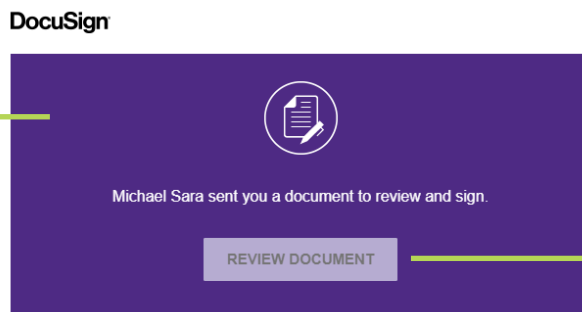 DocuSign
Michael Sara sent you a document to review and sign.
REVIEW DOCUMENT